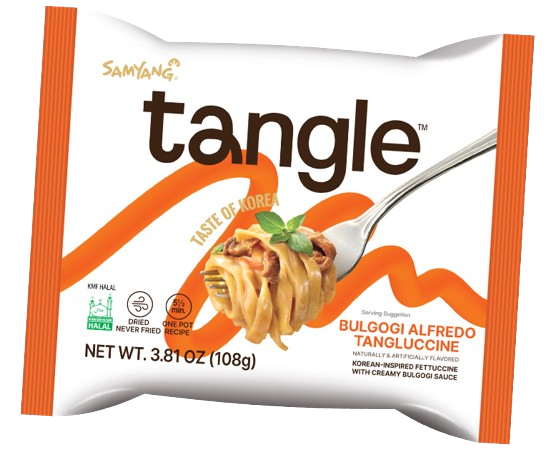 SAMYANG
tangle™
TASTE OF KOREA
KMF HALAL
HALAL
DRIED
NEVER FRIED
5½
min.
ONE POT
RECIPE
NET WT. 3.81 OZ (108g)
Serving Suggestion
BULGOGI ALFREDO
TANGLUCCINE
NATURALLY & ARTIFICIALLY FLAVORED
KOREAN-INSPIRED FETTUCCINE
WITH CREAMY BULGOGI SAUCE